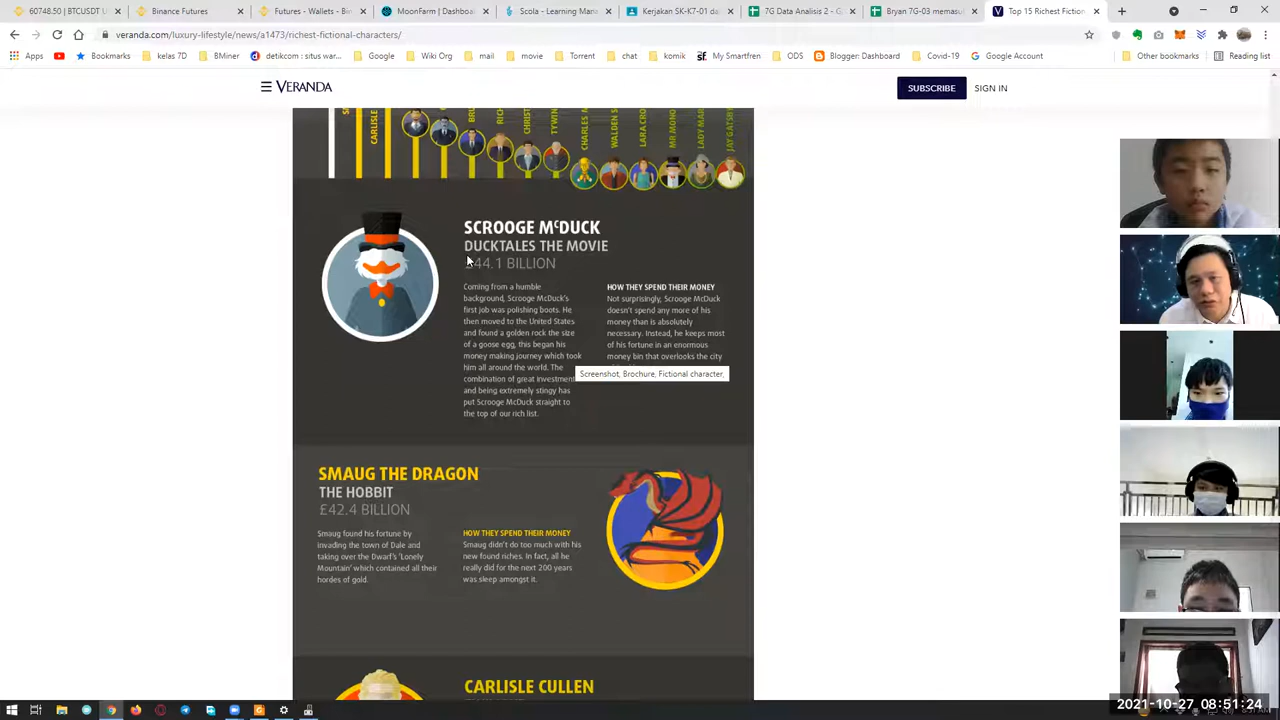 60748.50 | BTCUSDT U
Binance Futures
Futures - Wallets - Bin
MoonFarm | Dashboard
Kerjakan SK-K7-01 da
7G Data Analisis 2 - G
Bryan 7G-03 memasu
Top 15 Richest Fiction
veranda.com/luxury-lifestyle/news/a1473/richest-fictional-characters/
Apps
Bookmarks
kelas 7D
BMiner
detikcom : situs war...
Google
Wiki Org
mail
movie
Torrent
chat
komik
My Smartfren
ODS
Blogger: Dashboard
Covid-19
Google Account
Other bookmarks
Reading list
VERANDA
SUBSCRIBE
SIGN IN
CARLISLE
TYWIN
CHARLES M
WALDEN S
LARA CRO
MR MONO
LADY MAR
JAY GATSBY
SCROOGE McDUCK
DUCKTALES THE MOVIE
£44.1 BILLION
Coming from a humble
background, Scrooge McDuck's
first job was polishing boots. He
then moved to the United States
and found a golden rock the size
of a goose egg, this began his
money making journey which took
him all around the world. The
combination of great investment
and being extremely stingy has
put Scrooge McDuck straight to
the top of our rich list.
HOW THEY SPEND THEIR MONEY
Not surprisingly, Scrooge McDuck
doesn't spend any more of his
money than is absolutely
necessary. Instead, he keeps most
of his fortune in an enormous
money bin that overlooks the city
Screenshot, Brochure, Fictional character,
SMAUG THE DRAGON
THE HOBBIT
£42.4 BILLION
Smaug found his fortune by
invading the town of Dale and
taking over the Dwarf's 'Lonely
Mountain' which contained all their
hordes of gold.
HOW THEY SPEND THEIR MONEY
Smaug didn't do too much with his
new found riches. In fact, all he
really did for the next 200 years
was sleep amongst it.
CARLISLE CULLEN
2021-10-27 08:51:24